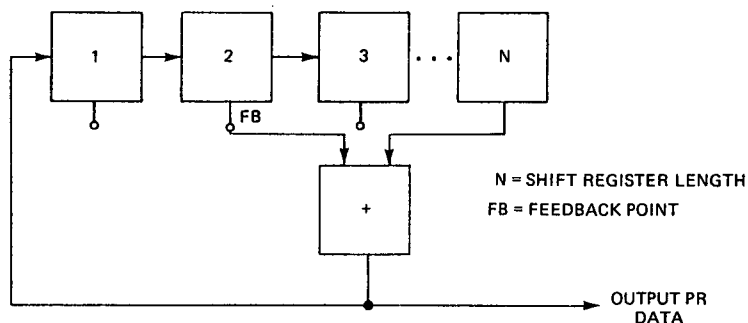 1
2
3
N
FB
+
N = SHIFT REGISTER LENGTH
FB = FEEDBACK POINT
OUTPUT PR
DATA